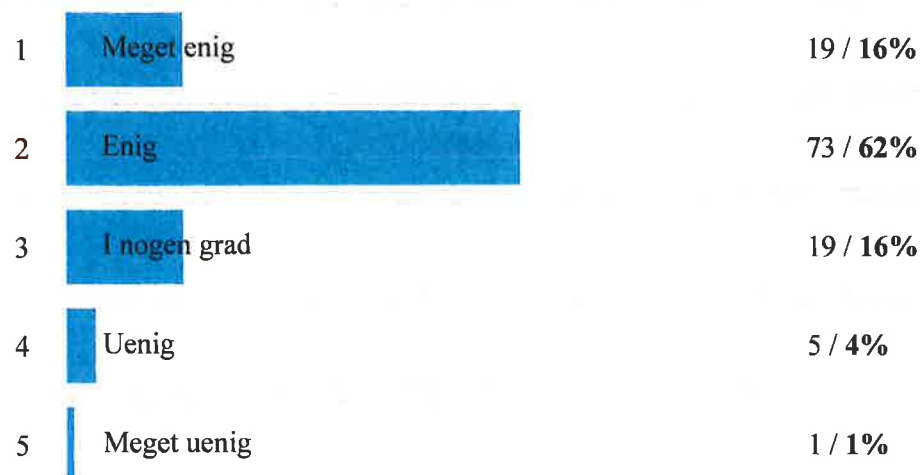 1 Meget enig 19 / 16%
2 Enig 73 / 62%
3 I nogen grad 19 / 16%
4 Uenig 5 / 4%
5 Meget uenig 1 / 1%